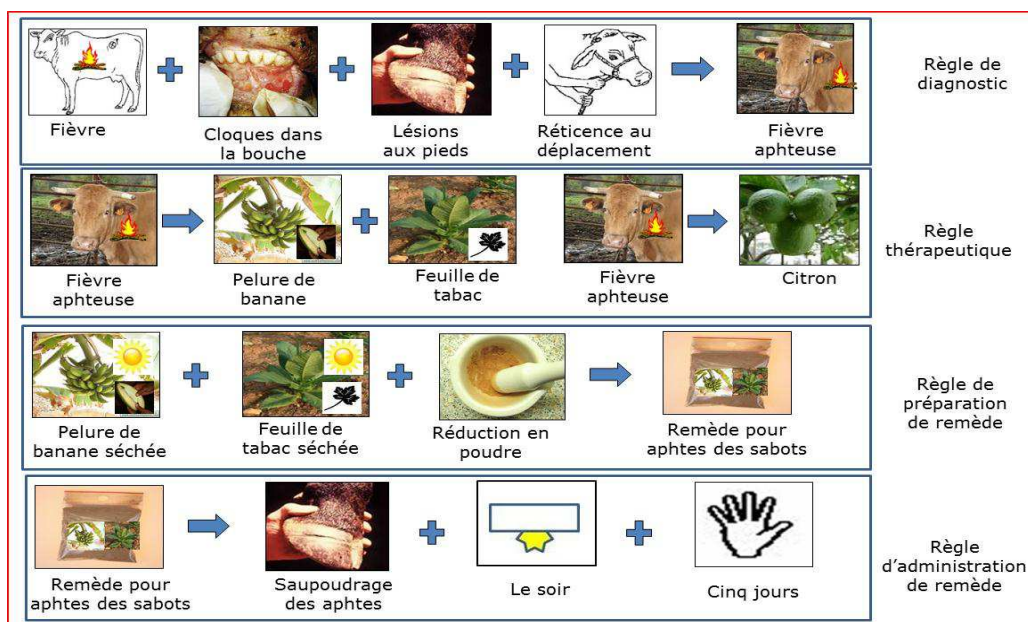 Fièvre
Cloques dans
la bouche
Lésions
aux pieds
Réticence au
déplacement
Fièvre
aphteuse
Règle de
diagnostic
Fièvre
aphteuse
Pelure de
banane
Feuille de
tabac
Fièvre
aphteuse
Citron
Règle
thérapeutique
Pelure de
banane séchée
Feuille de
tabac séchée
Réduction en
poudre
Remède pour
aphtes des sabots
Règle de
préparation
de remède
Remède pour
aphtes des sabots
Saupoudrage
des aphtes
Le soir
Cinq jours
Règle
d’administration
de remède